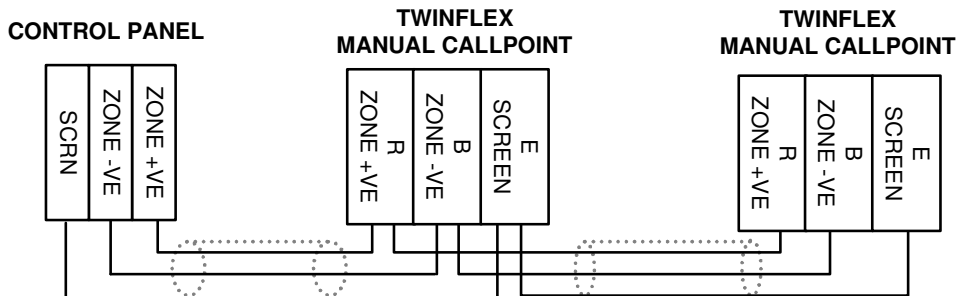 CONTROL PANEL
TWINFLEX
MANUAL CALLPOINT
TWINFLEX
MANUAL CALLPOINT
SCRN
ZONE -VE
ZONE +VE
R
ZONE +VE
B
ZONE -VE
E
SCREEN
R
ZONE +VE
B
ZONE -VE
E
SCREEN